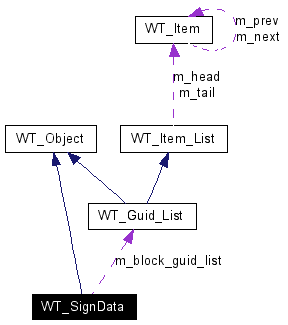 WT_Item
m_prev
m_next
m_head
m_tail
WT_Object
WT_Item_List
WT_Guid_List
m_block_guid_list
WT_SignData